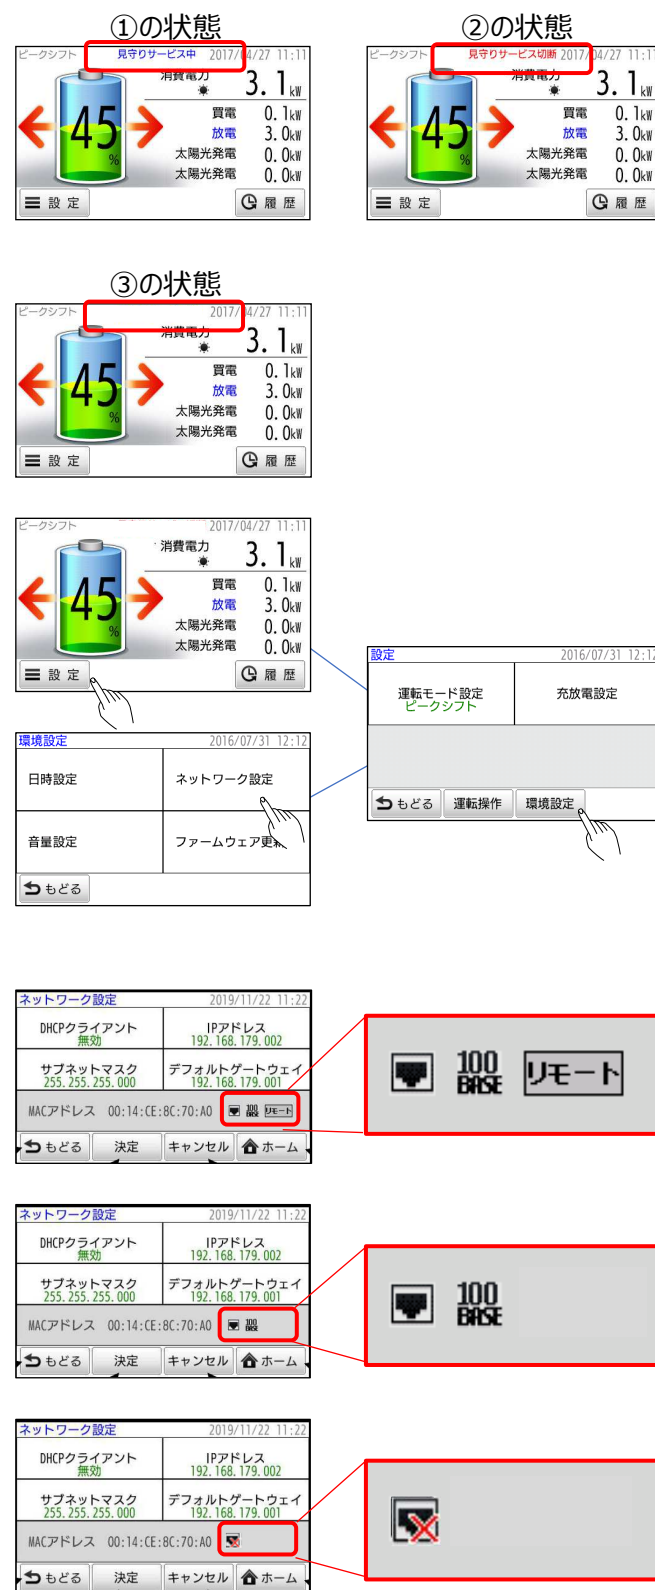 ①の状態
ピークシフト 見守りサービス中 2017/04/27 11:11
消費電力 3.1kW
45%
買電 0.1kW
放電 3.0kW
太陽光発電 0.0kW
太陽光発電 0.0kW
設定 履歴
②の状態
ピークシフト 見守りサービス切断 2017/04/27 11:11
消費電力 3.1kW
45%
買電 0.1kW
放電 3.0kW
太陽光発電 0.0kW
太陽光発電 0.0kW
設定 履歴
③の状態
ピークシフト 2017/04/27 11:11
消費電力 3.1kW
45%
買電 0.1kW
放電 3.0kW
太陽光発電 0.0kW
太陽光発電 0.0kW
設定 履歴
ピークシフト 2017/04/27 11:11
消費電力 3.1kW
45%
買電 0.1kW
放電 3.0kW
太陽光発電 0.0kW
太陽光発電 0.0kW
設定 履歴
設定 2016/07/31 12:12
運転モード設定 充放電設定
ピークシフト
もどる 運転操作 環境設定
環境設定 2016/07/31 12:12
日時設定 ネットワーク設定
音量設定 ファームウェア更新
もどる
ネットワーク設定 2019/11/22 11:22
DHCPクライアント IPアドレス
無効 192.168.179.002
サブネットマスク デフォルトゲートウェイ
255.255.255.000 192.168.179.001
MACアドレス 00:14:CE:8C:70:A0 100 BASE リモート
もどる 決定 キャンセル ホーム
100
BASE リモート
ネットワーク設定 2019/11/22 11:22
DHCPクライアント IPアドレス
無効 192.168.179.002
サブネットマスク デフォルトゲートウェイ
255.255.255.000 192.168.179.001
MACアドレス 00:14:CE:8C:70:A0 100 BASE
もどる 決定 キャンセル ホーム
100
BASE
ネットワーク設定 2019/11/22 11:22
DHCPクライアント IPアドレス
無効 192.168.179.002
サブネットマスク デフォルトゲートウェイ
255.255.255.000 192.168.179.001
MACアドレス 00:14:CE:8C:70:A0
もどる 決定 キャンセル ホーム